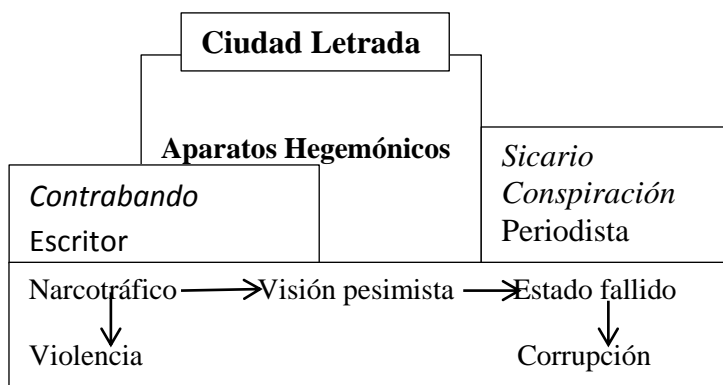 Ciudad Letrada
Aparatos Hegemónicos
Contrabando
Escritor
Sicario
Conspiración
Periodista
Narcotráfico Visión pesimista Estado fallido
Violencia Corrupción